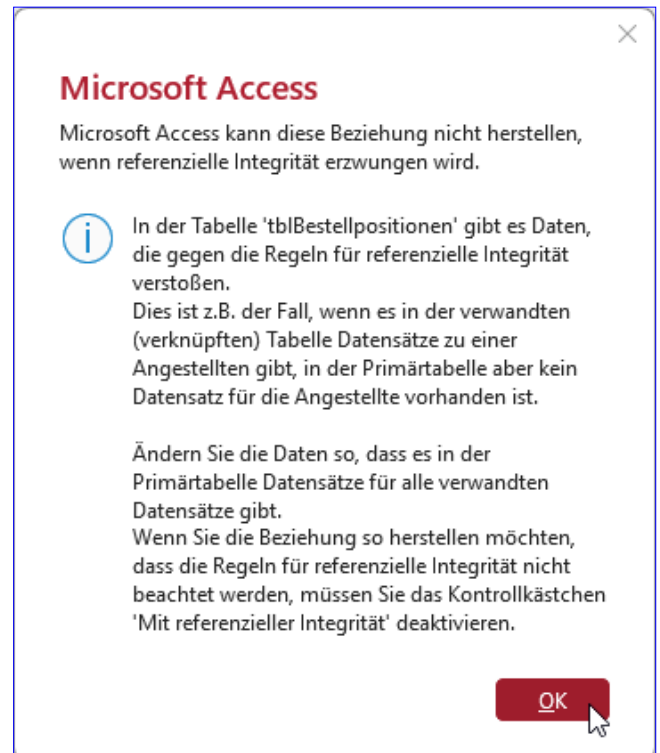 Microsoft Access
Microsoft Access kann diese Beziehung nicht herstellen,
wenn referenzielle Integrität erzwungen wird.
In der Tabelle 'tblBestellpositionen' gibt es Daten,
die gegen die Regeln für referenzielle Integrität
verstoßen.
Dies ist z.B. der Fall, wenn es in der verwandten
(verknüpften) Tabelle Datensätze zu einer
Angestellten gibt, in der Primärtabelle aber kein
Datensatz für die Angestellte vorhanden ist.
Ändern Sie die Daten so, dass es in der
Primärtabelle Datensätze für alle verwandten
Datensätze gibt.
Wenn Sie die Beziehung so herstellen möchten,
dass die Regeln für referenzielle Integrität nicht
beachtet werden, müssen Sie das Kontrollkästchen
'Mit referenzieller Integrität' deaktivieren.
OK